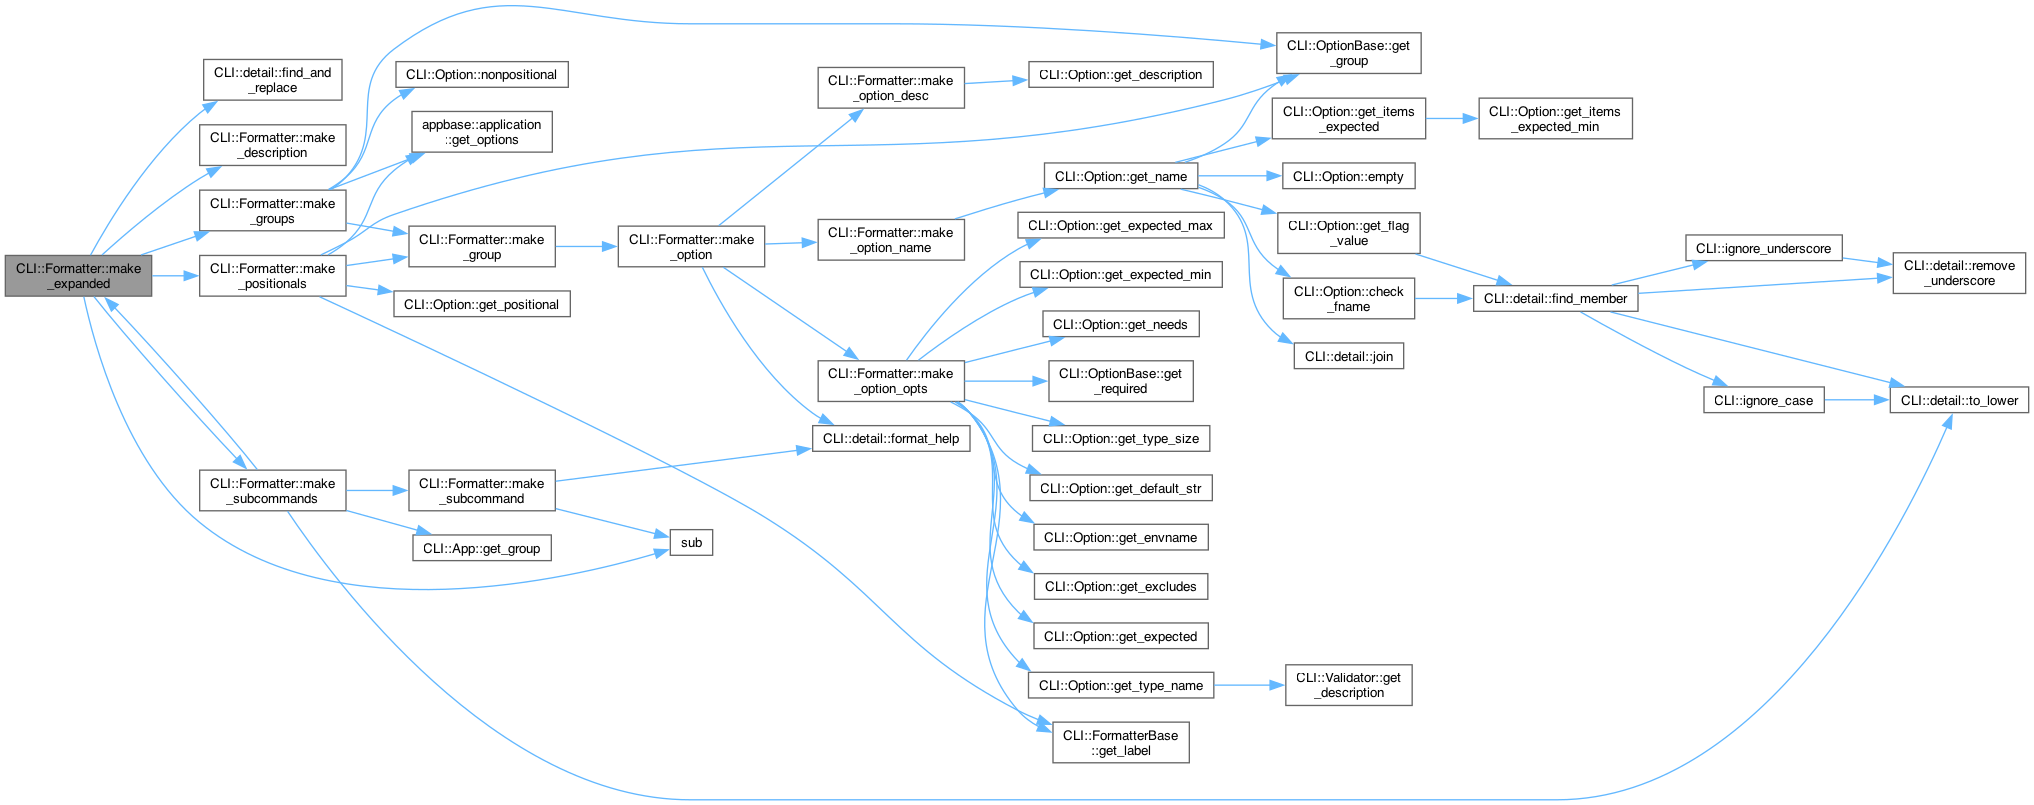 CLI::Formatter::make
_expanded
CLI::detail::find_and
_replace
CLI::Formatter::make
_description
CLI::Formatter::make
_groups
CLI::Formatter::make
_positionals
CLI::Formatter::make
_subcommands
CLI::Option::nonpositional
appbase::application
::get_options
CLI::Formatter::make
_group
CLI::Option::get_positional
CLI::Formatter::make
_subcommand
CLI::App::get_group
CLI::Formatter::make
_option
sub
CLI::Formatter::make
_option_desc
CLI::Formatter::make
_option_name
CLI::Formatter::make
_option_opts
CLI::detail::format_help
CLI::Option::get_description
CLI::Option::get_name
CLI::Option::get_expected_max
CLI::Option::get_expected_min
CLI::Option::get_needs
CLI::OptionBase::get
_required
CLI::Option::get_type_size
CLI::Option::get_default_str
CLI::Option::get_envname
CLI::Option::get_excludes
CLI::Option::get_expected
CLI::Option::get_type_name
CLI::FormatterBase
::get_label
CLI::OptionBase::get
_group
CLI::Option::get_items
_expected
CLI::Option::empty
CLI::Option::get_flag
_value
CLI::Option::check
_fname
CLI::detail::join
CLI::Validator::get
_description
CLI::Option::get_items
_expected_min
CLI::detail::find_member
CLI::ignore_underscore
CLI::ignore_case
CLI::detail::remove
_underscore
CLI::detail::to_lower